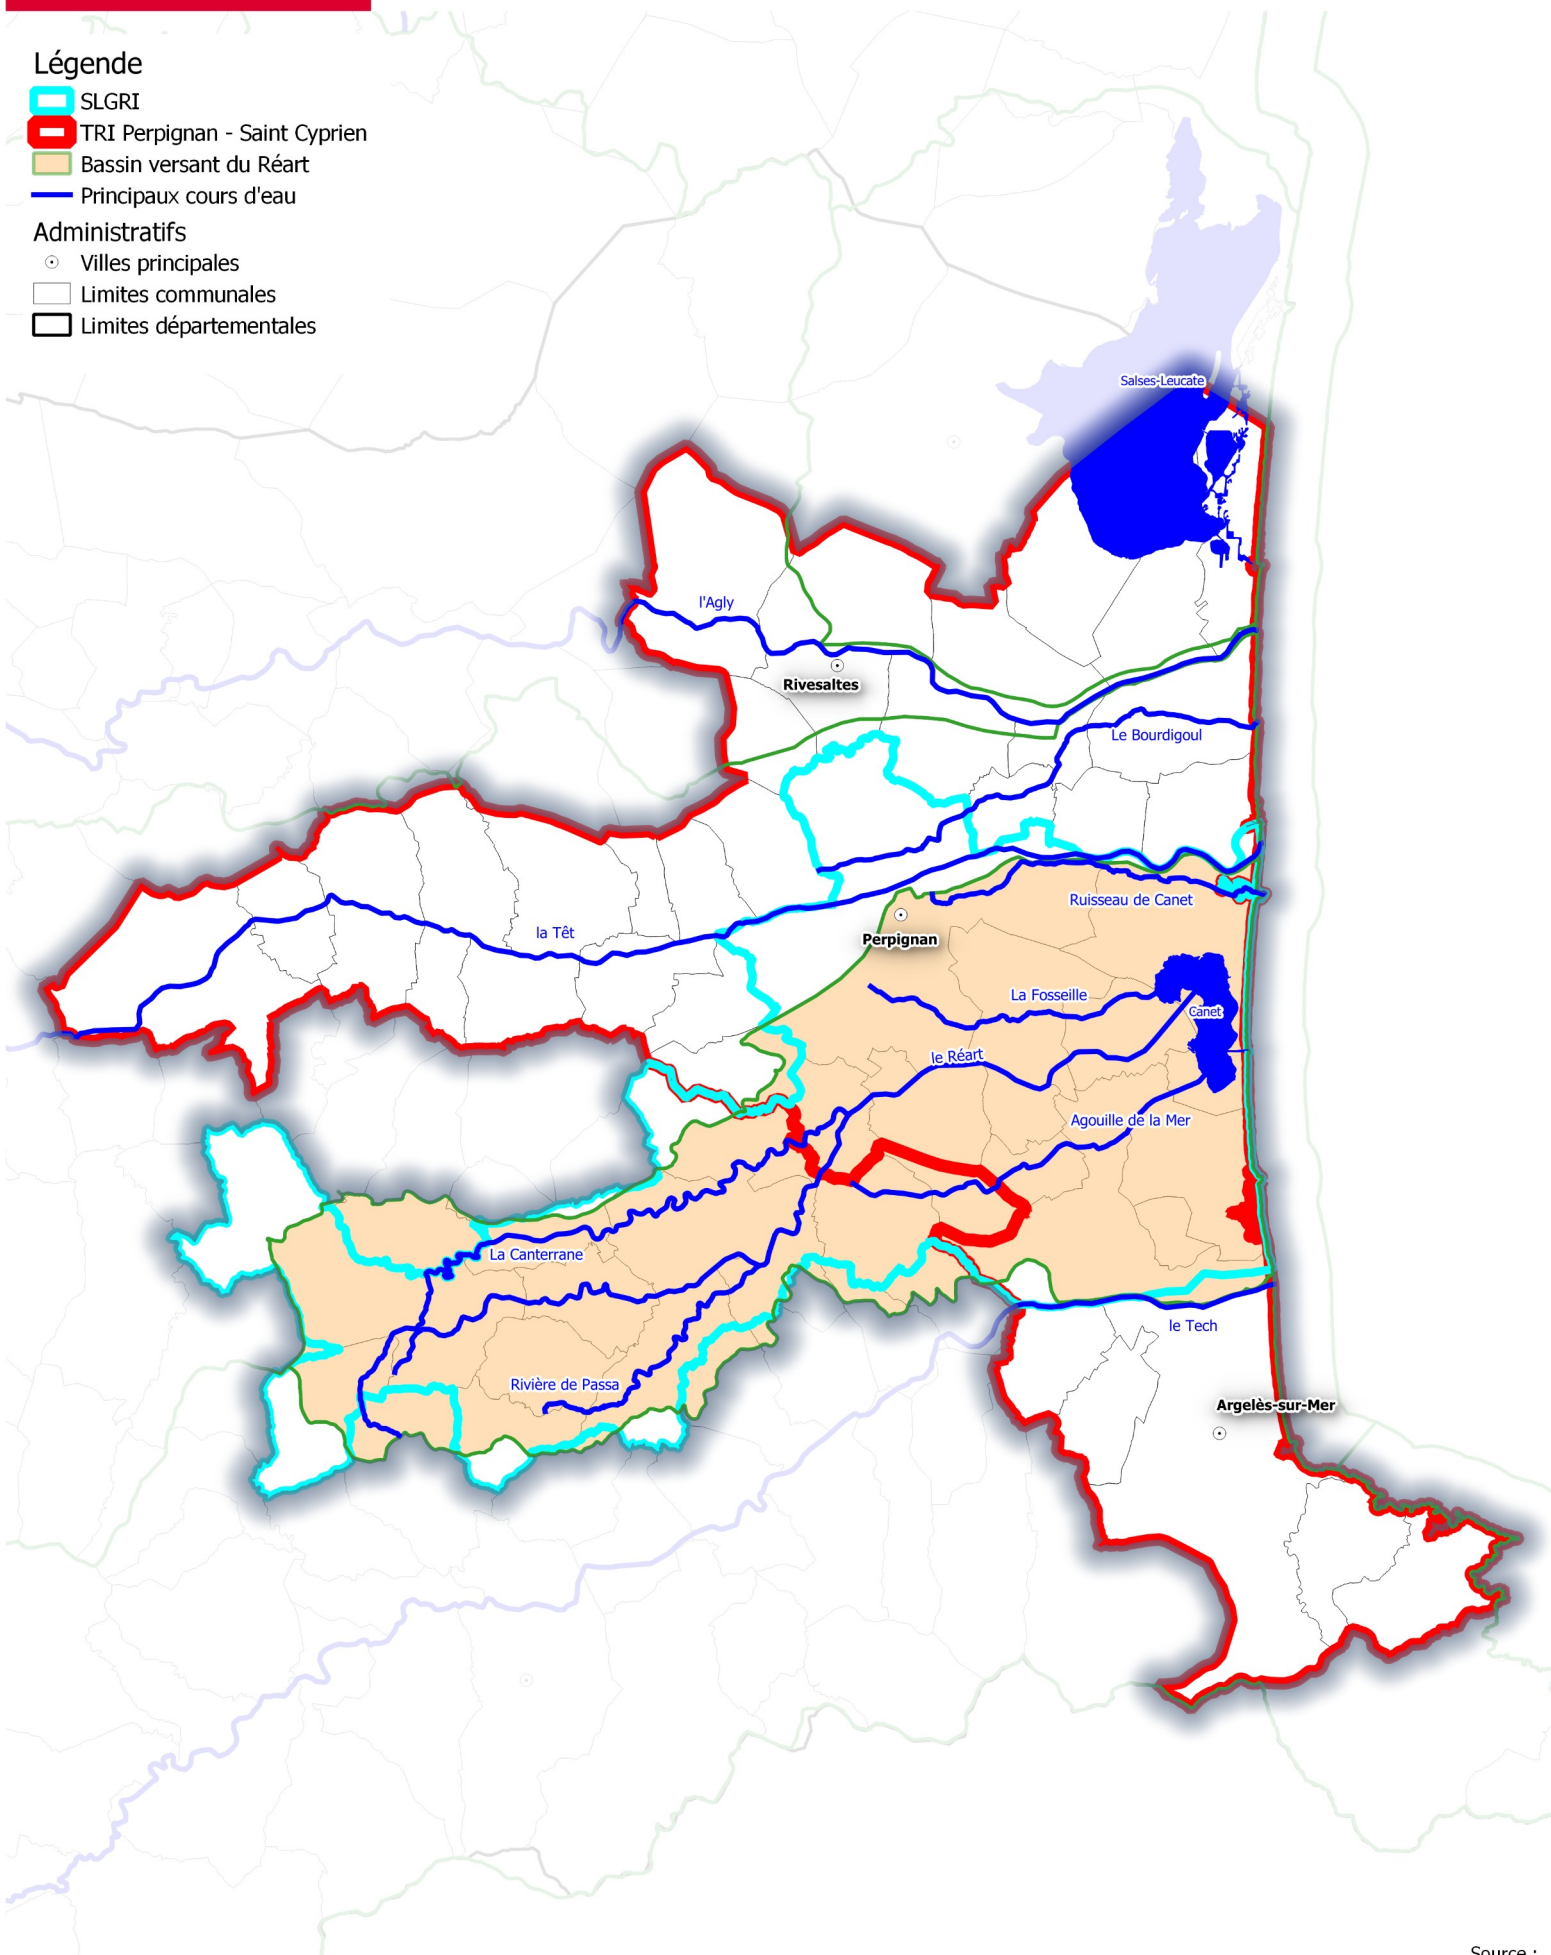 Légende
SLGRI
TRI Perpignan - Saint Cyprien
Bassin versant du Réart
Principaux cours d'eau
Administratifs
Villes principales
Limites communales
Limites départementales
Salses-Leucate
l'Agly
Rivesaltes
Le Bourdigoul
Ruisseau de Canet
la Têt
Perpignan
La Fosseille
Canet
le Réart
Agouille de la Mer
La Canterrane
le Tech
Rivière de Passa
Argelès-sur-Mer
Source :